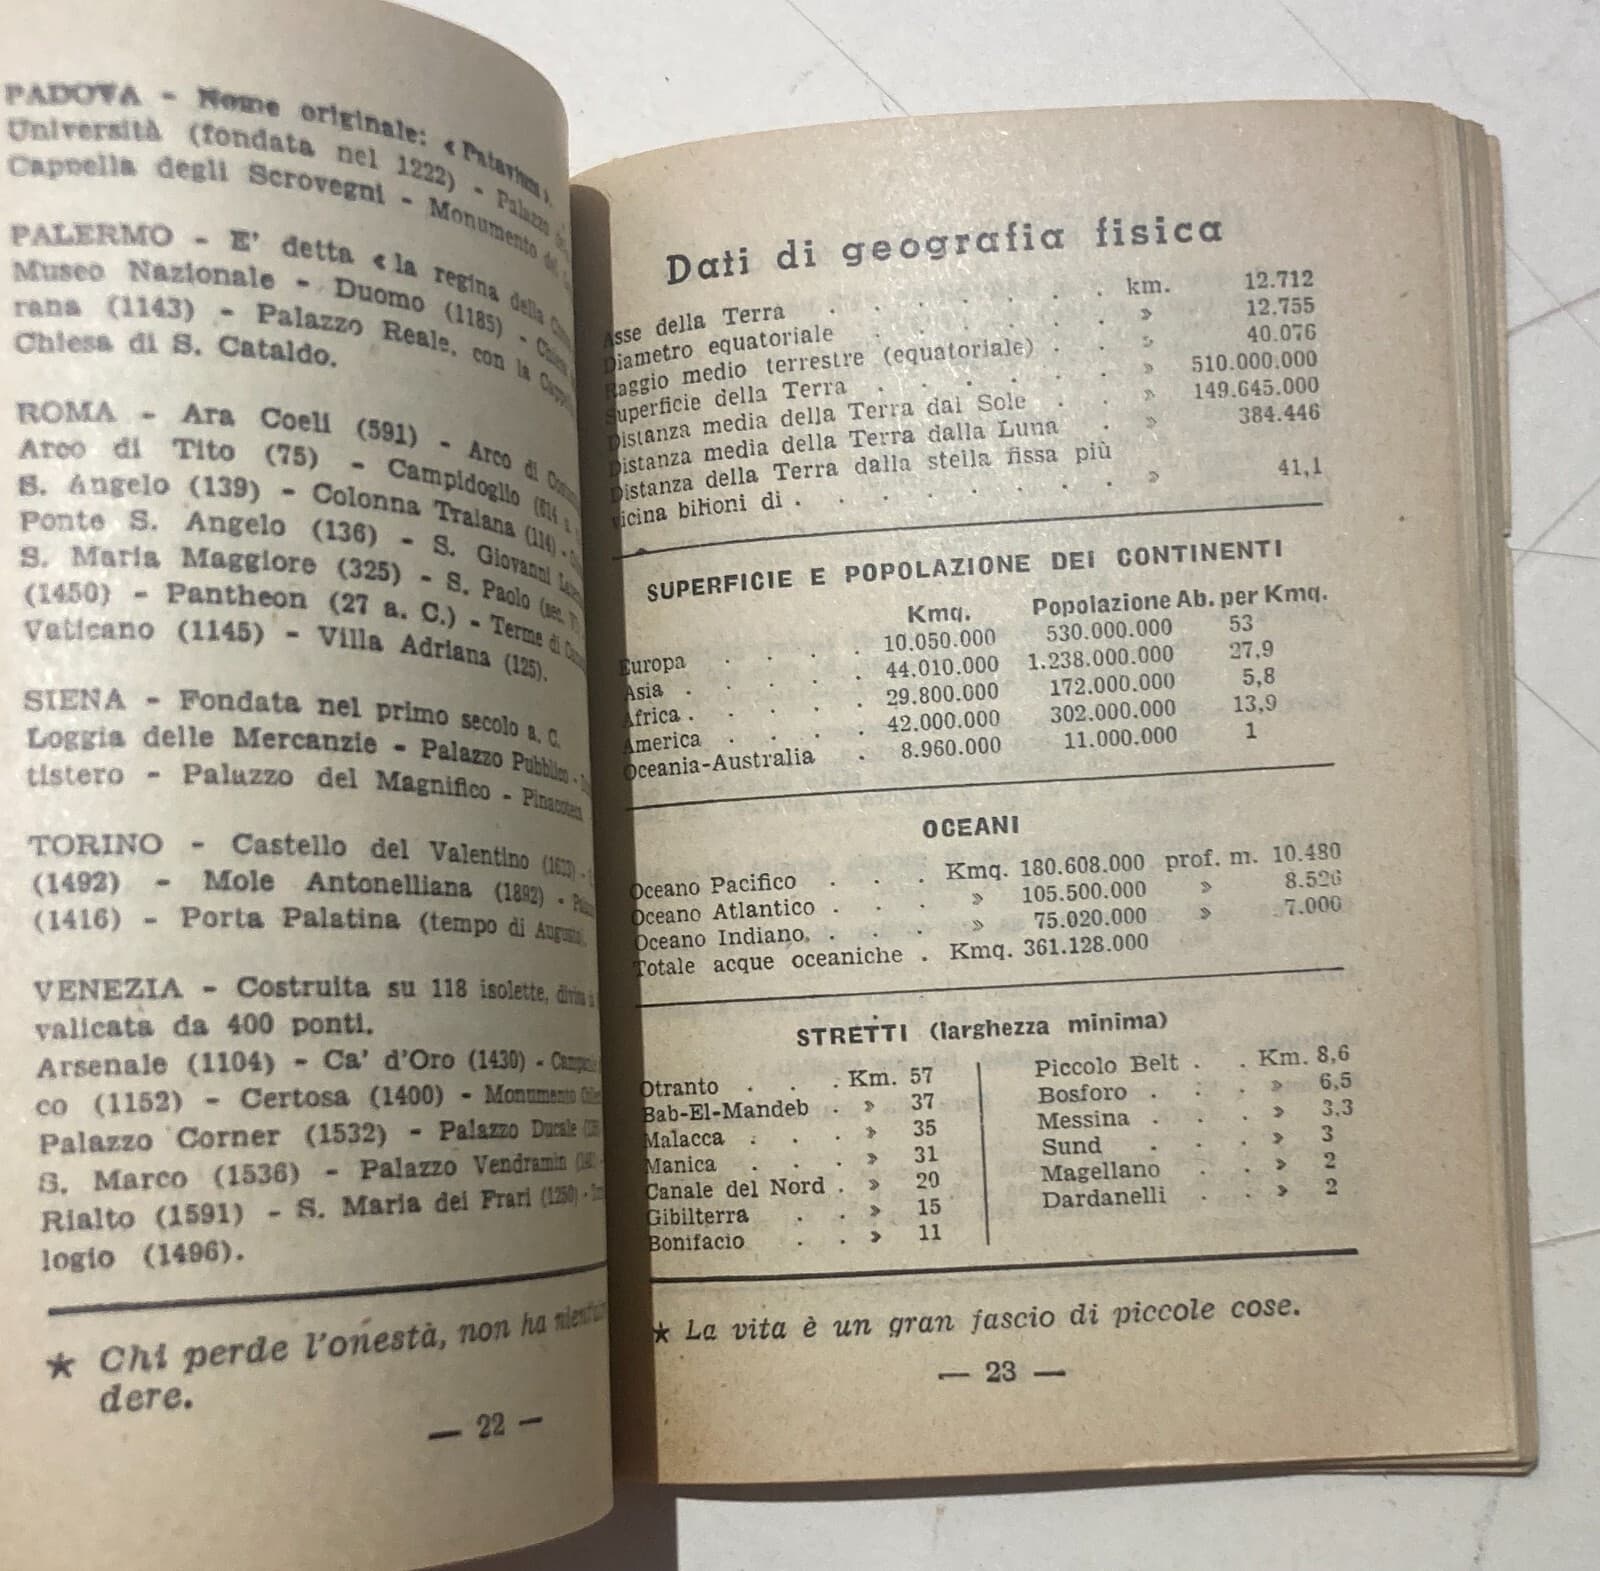 PADOVA - Nome originale: « Patavium ».
Università (fondata nel 1222) - Palazzo
Cappella degli Scrovegni - Monumento del
PALERMO - E' detta « la regina della
Museo Nazionale - Duomo (1185) - Chiesa
rana (1143) - Palazzo Reale, con la
Chiesa di S. Cataldo.
ROMA - Ara Coeli (591) - Arco di
Arco di Tito (75) - Campidoglio
S. Angelo (139) - Colonna Traiana (114) -
Ponte S. Angelo (136) - S. Giovanni
S. Maria Maggiore (325) - S. Paolo (sec.
(1450) - Pantheon (27 a. C.) - Terme di
Vaticano (1145) - Villa Adriana (125).
SIENA - Fondata nel primo secolo a. C.
Loggia delle Mercanzie - Palazzo Pubblico -
tistero - Palazzo del Magnifico - Pinacoteca
TORINO - Castello del Valentino (1633) -
(1492) - Mole Antonelliana (1892) -
(1416) - Porta Palatina (tempo di Augusto).
VENEZIA - Costruita su 118 isolette, divisa
valicata da 400 ponti.
Arsenale (1104) - Ca' d'Oro (1430) -
co (1152) - Certosa (1400) - Monumento
Palazzo Corner (1532) - Palazzo Ducale
S. Marco (1536) - Palazzo Vendramin
Rialto (1591) - S. Maria dei Frari (1250) -
logio (1496).
★ Chi perde l'onestà, non ha
dere.
— 22 —
Dati di geografia fisica
Asse della Terra . . . . . . km. 12.712
Diametro equatoriale . . . . . » 12.755
Raggio medio terrestre (equatoriale) . . » 40.076
Superficie della Terra . . . . . . » 510.000.000
Distanza media della Terra dal Sole . . » 149.645.000
Distanza media della Terra dalla Luna . » 384.446
Distanza della Terra dalla stella fissa più
vicina bilioni di . . . . . . . . » 41,1
SUPERFICIE E POPOLAZIONE DEI CONTINENTI
Kmq. Popolazione Ab. per Kmq.
Europa . . . . 10.050.000 530.000.000 53
Asia . . . . . 44.010.000 1.238.000.000 27,9
Africa . . . . . 29.800.000 172.000.000 5,8
America . . . . 42.000.000 302.000.000 13,9
Oceania-Australia . 8.960.000 11.000.000 1
OCEANI
Oceano Pacifico . . . Kmq. 180.608.000 prof. m. 10.480
Oceano Atlantico . . . » 105.500.000 » 8.526
Oceano Indiano, . . . » 75.020.000 » 7.000
Totale acque oceaniche . Kmq. 361.128.000
STRETTI (larghezza minima)
Otranto . . . Km. 57
Bab-El-Mandeb . » 37
Malacca . . . » 35
Manica . . . » 31
Canale del Nord . » 20
Gibilterra . . » 15
Bonifacio . . » 11
Piccolo Belt . . Km. 8,6
Bosforo . . . » 6,5
Messina . . . » 3,3
Sund . . . » 3
Magellano . . » 2
Dardanelli . . » 2
★ La vita è un gran fascio di piccole cose.
— 23 —